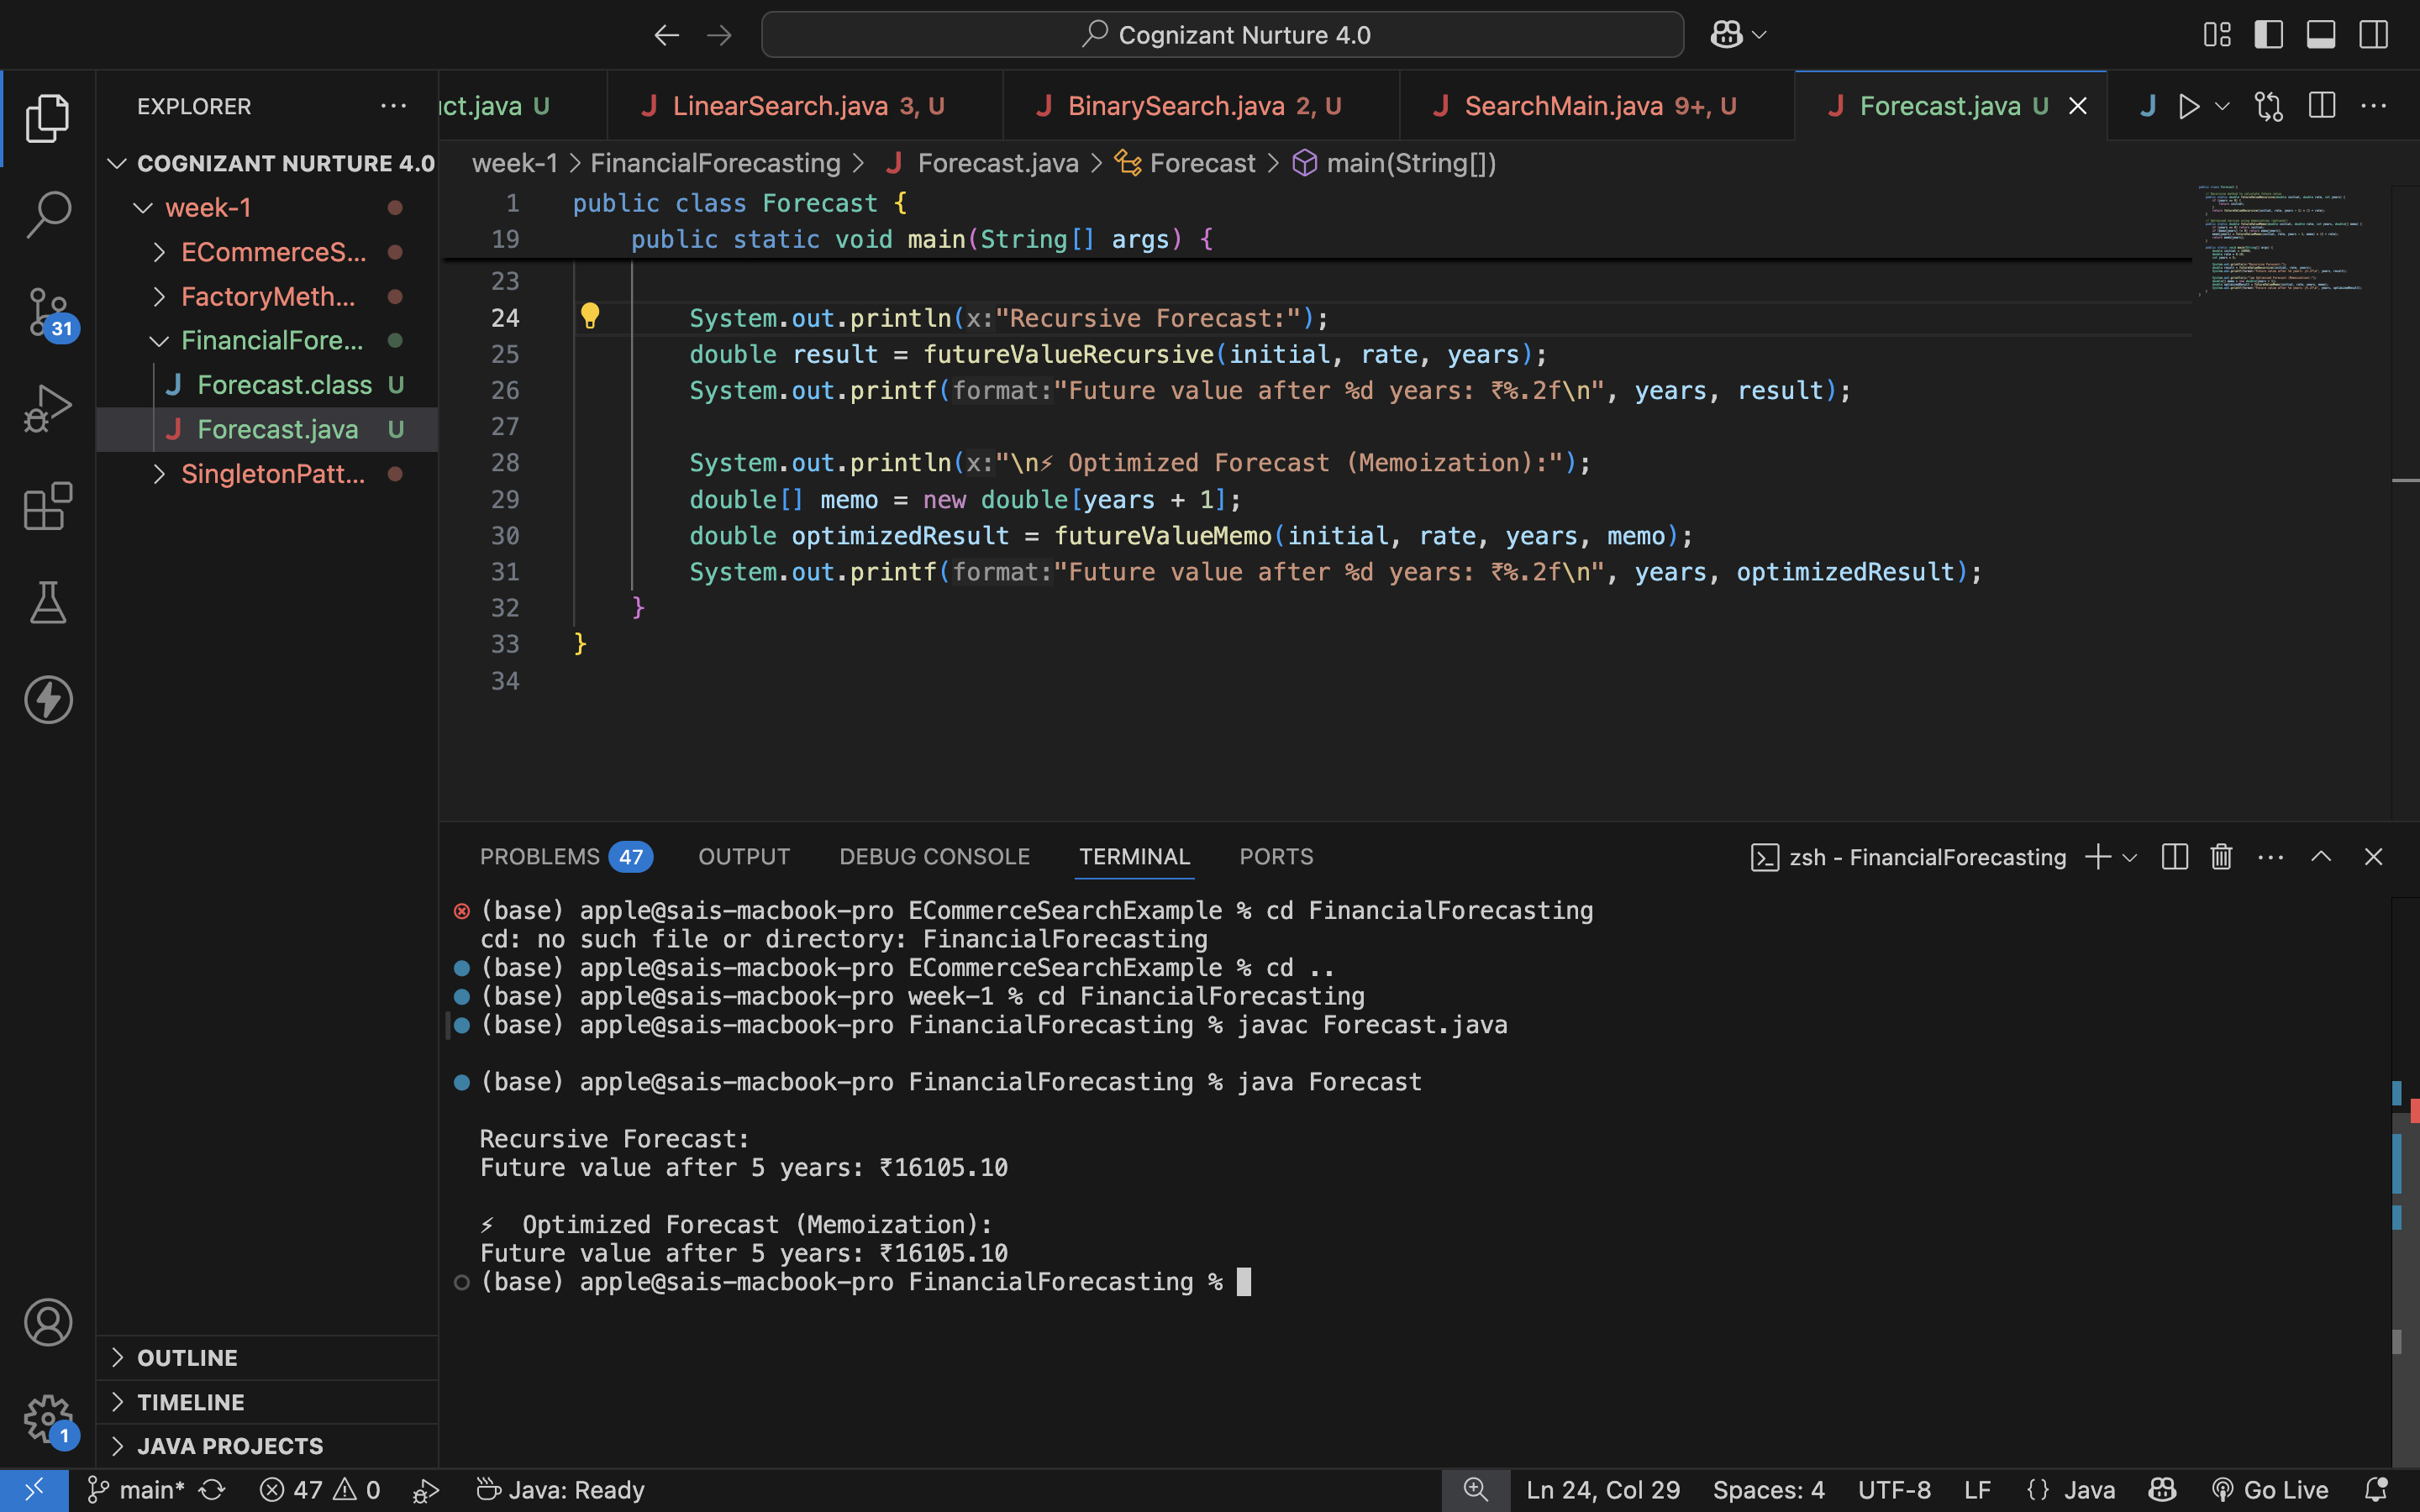 Cognizant Nurture 4.0
EXPLORER
ct.java U
LinearSearch.java 3, U
BinarySearch.java 2, U
SearchMain.java 9+, U
Forecast.java U
COGNIZANT NURTURE 4.0
week-1
ECommerceS...
FactoryMeth...
FinancialFore...
Forecast.class U
Forecast.java U
SingletonPatt...
31
week-1 > FinancialForecasting > Forecast.java > Forecast > main(String[])
1 public class Forecast {
19 public static void main(String[] args) {
23
24 System.out.println(x:"Recursive Forecast:");
25 double result = futureValueRecursive(initial, rate, years);
26 System.out.printf(format:"Future value after %d years: ₹%.2f\n", years, result);
27
28 System.out.println(x:"\n⚡ Optimized Forecast (Memoization):");
29 double[] memo = new double[years + 1];
30 double optimizedResult = futureValueMemo(initial, rate, years, memo);
31 System.out.printf(format:"Future value after %d years: ₹%.2f\n", years, optimizedResult);
32 }
33 }
34
PROBLEMS 47 OUTPUT DEBUG CONSOLE TERMINAL PORTS
zsh - FinancialForecasting
(base) apple@sais-macbook-pro ECommerceSearchExample % cd FinancialForecasting
cd: no such file or directory: FinancialForecasting
(base) apple@sais-macbook-pro ECommerceSearchExample % cd ..
(base) apple@sais-macbook-pro week-1 % cd FinancialForecasting
(base) apple@sais-macbook-pro FinancialForecasting % javac Forecast.java
(base) apple@sais-macbook-pro FinancialForecasting % java Forecast
Recursive Forecast:
Future value after 5 years: ₹16105.10
⚡ Optimized Forecast (Memoization):
Future value after 5 years: ₹16105.10
(base) apple@sais-macbook-pro FinancialForecasting %
OUTLINE
TIMELINE
JAVA PROJECTS
1
main* 47 0 Java: Ready
Ln 24, Col 29 Spaces: 4 UTF-8 LF {} Java Go Live